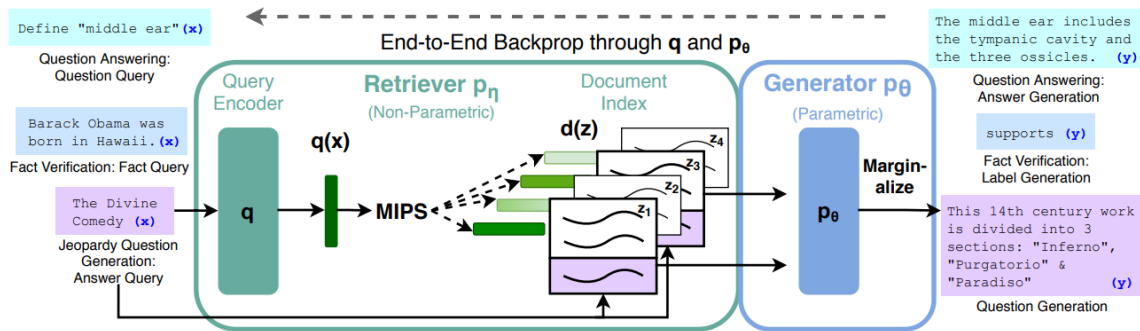 Define "middle ear"(x)
Question Answering:
Question Query
Barack Obama was
born in Hawaii.(x)
Fact Verification: Fact Query
The Divine
Comedy (x)
Jeopardy Question
Generation:
Answer Query
End-to-End Backprop through q and pθ
Query
Encoder
q
Retriever pη
(Non-Parametric)
q(x)
MIPS
Document
Index
d(z)
z4
z3
z2
z1
Generator pθ
(Parametric)
pθ
Margin-
alize
The middle ear includes
the tympanic cavity and
the three ossicles. (y)
Question Answering:
Answer Generation
supports (y)
Fact Verification:
Label Generation
This 14th century work
is divided into 3
sections: "Inferno",
"Purgatorio" &
"Paradiso" (y)
Question Generation